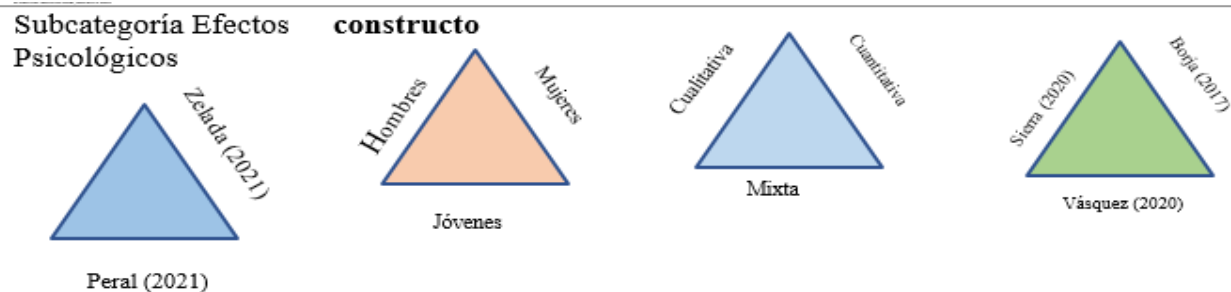 Subcategoría Efectos
Psicológicos
constructo
Zelada (2021)
Peral (2021)
Hombres
Mujeres
Jóvenes
Cualitativa
Cuantitativa
Mixta
Sierra (2020)
Borja (2017)
Vásquez (2020)